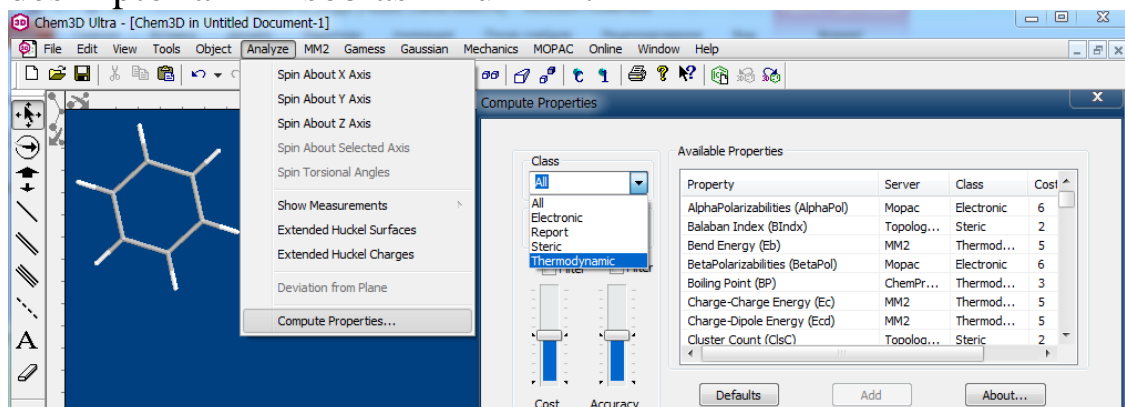 Chem3D Ultra - [Chem3D in Untitled Document-1]
File Edit View Tools Object Analyze MM2 Gamess Gaussian Mechanics MOPAC Online Window Help
Spin About X Axis
Spin About Y Axis
Spin About Z Axis
Spin About Selected Axis
Spin Torsional Angles
Show Measurements
Extended Huckel Surfaces
Extended Huckel Charges
Deviation from Plane
Compute Properties...
A
Compute Properties
Class
All
All
Electronic
Report
Steric
Thermodynamic
Filter Filter
Cost Accuracy
Available Properties
Property Server Class Cost
AlphaPolarizabilities (AlphaPol) Mopac Electronic 6
Balaban Index (BIndx) Topolog... Steric 2
Bend Energy (Eb) MM2 Thermod... 5
BetaPolarizabilities (BetaPol) Mopac Electronic 6
Boiling Point (BP) ChemPr... Thermod... 3
Charge-Charge Energy (Ec) MM2 Thermod... 5
Charge-Dipole Energy (Ecd) MM2 Thermod... 5
Cluster Count (ClsC) Topolog... Steric 2
Defaults Add About...